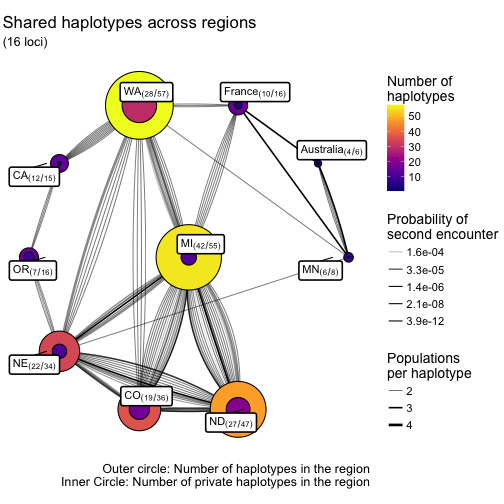 Shared haplotypes across regions
(16 loci)
WA(28/57)
France(10/16)
Australia(4/6)
CA(12/15)
MI(42/55)
OR(7/16)
MN(6/8)
NE(22/34)
CO(19/36)
ND(27/47)
Number of
haplotypes
50
40
30
20
10
Probability of
second encounter
1.6e-04
3.3e-05
1.4e-06
2.1e-08
3.9e-12
Populations
per haplotype
2
3
4
Outer circle: Number of haplotypes in the region
Inner Circle: Number of private haplotypes in the region